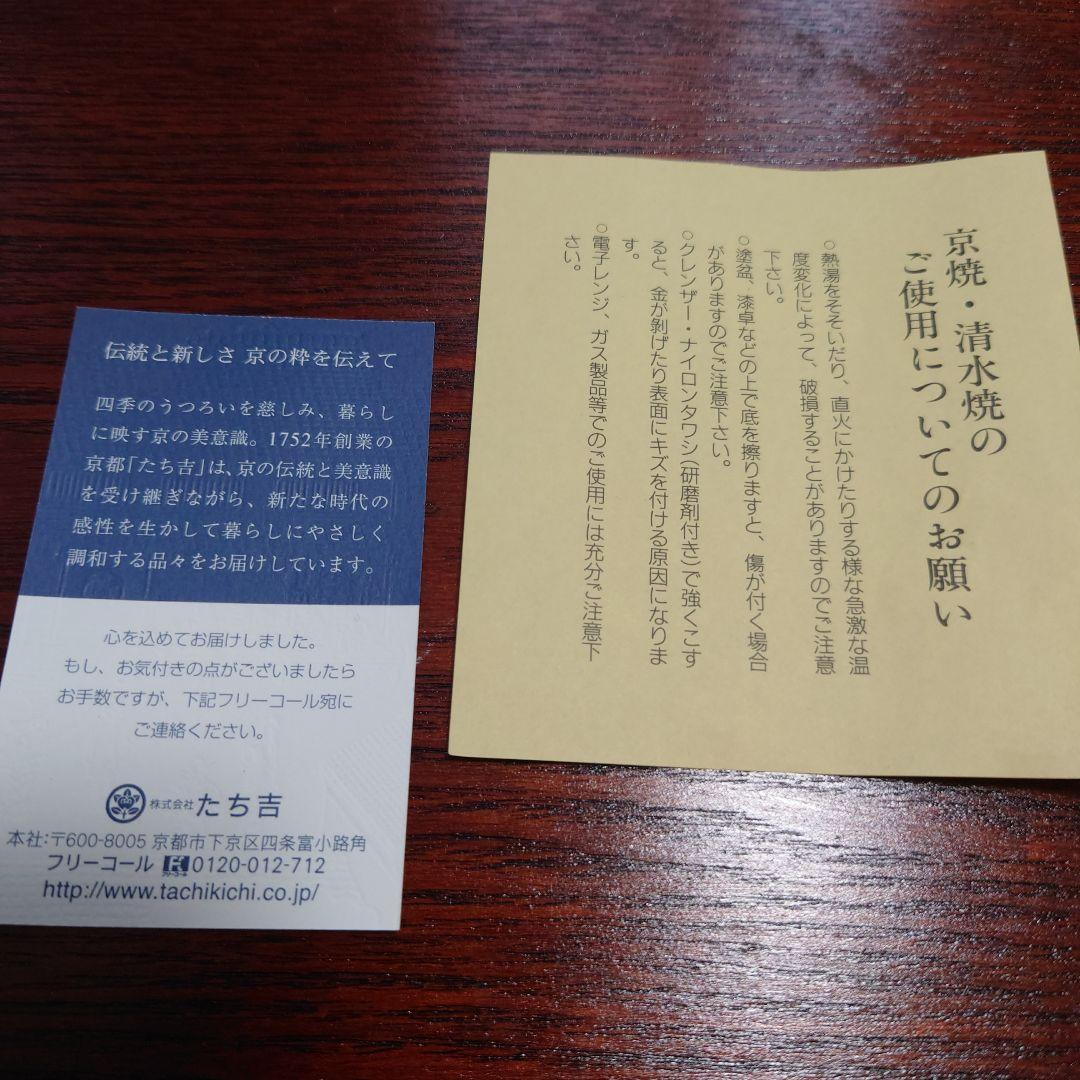 伝統と新しさ 京の粋を伝えて
四季のうつろいを慈しみ、暮らし
に映す京の美意識。1752年創業の
京都「たち吉」は、京の伝統と美意識
を受け継ぎながら、新たな時代の
感性を生かして暮らしにやさしく
調和する品々をお届けしています。
心を込めてお届けしました。
もし、お気付きの点がございましたら
お手数ですが、下記フリーコール宛に
ご連絡ください。
株式会社 たち吉
本社:〒600-8005 京都市下京区四条富小路角
フリーコール 0120-012-712
http://www.tachikichi.co.jp/
京焼・清水焼の
ご使用についてのお願い
○熱湯をそそいだり、直火にかけたりする様な急激な温
度変化によって、破損することがありますのでご注意
下さい。
○塗盆、漆卓などの上で底を擦りますと、傷が付く場合
がありますのでご注意下さい。
○クレンザー・ナイロンタワシ(研磨剤付き)で強くこす
ると、金が剝げたり表面にキズを付ける原因になりま
す。
○電子レンジ、ガス製品等でのご使用には充分ご注意下
さい。